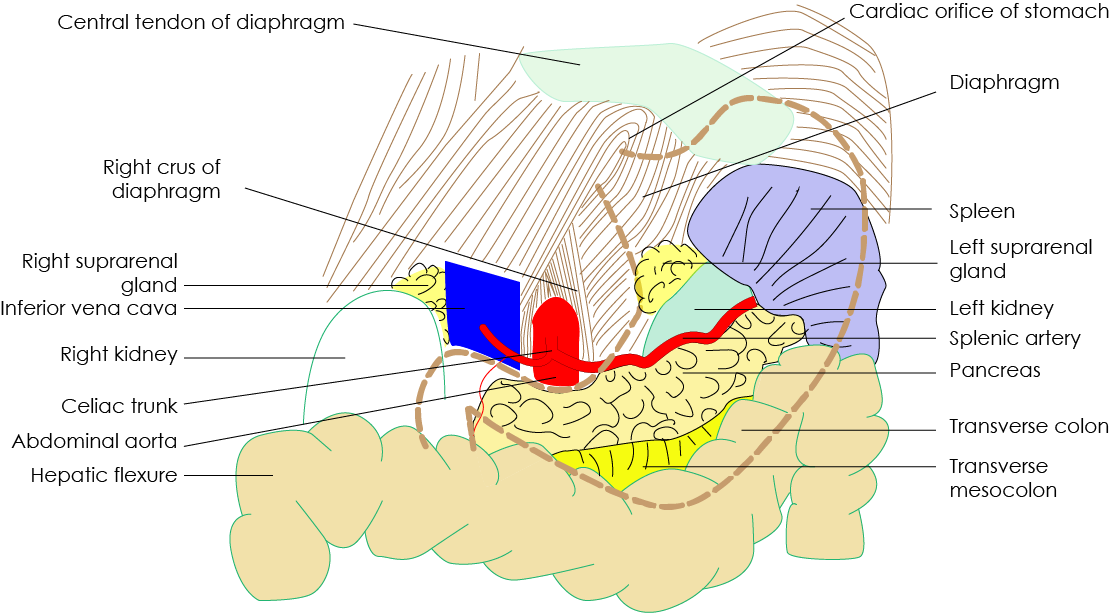 Cardiac orifice of stomach
Central tendon of diaphragm
Diaphragm
Right crus of
diaphragm
Spleen
Left suprarenal
gland
Right suprarenal
gland
Inferior vena cava
Left kidney
Splenic artery
Right kidney
Pancreas
Celiac trunk
Transverse colon
Abdominal aorta
Hepatic flexure
Transverse
mesocolon